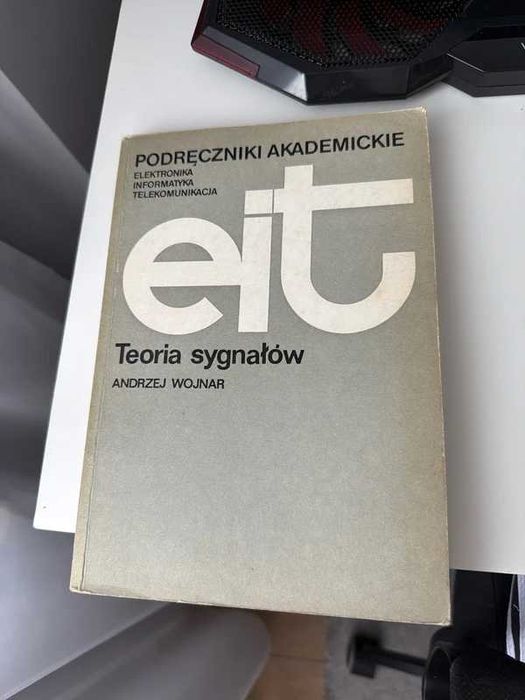 PODRĘCZNIKI AKADEMICKIE
ELEKTRONIKA
INFORMATYKA
TELEKOMUNIKACJA
eit
Teoria sygnałów
ANDRZEJ WOJNAR